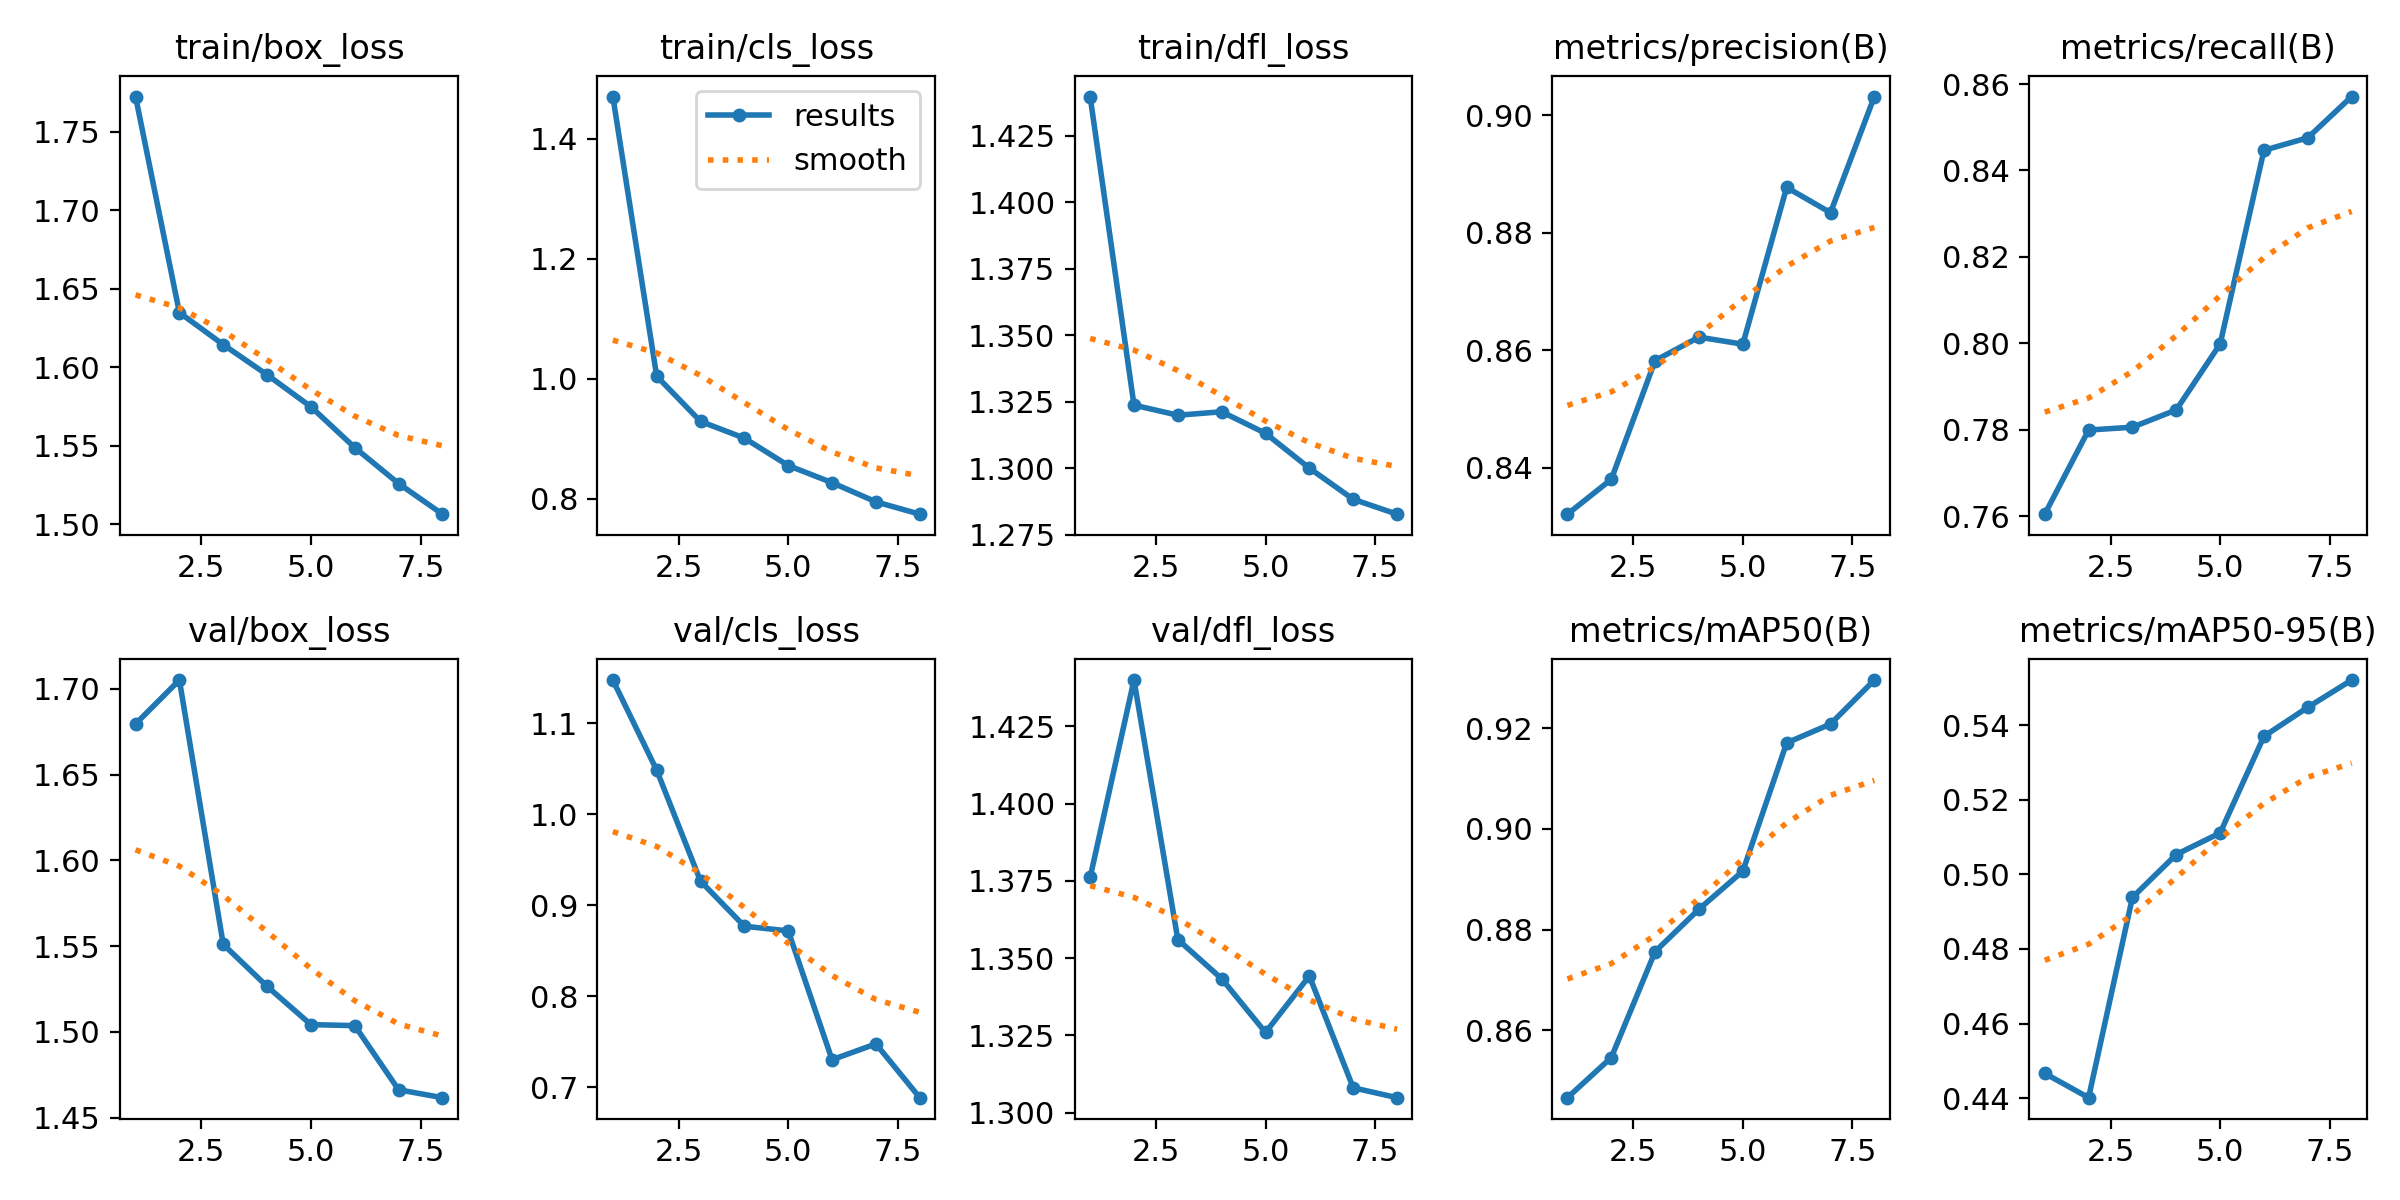 train/box_loss
1.75
1.70
1.65
1.60
1.55
1.50
2.5 5.0 7.5
train/cls_loss
results
smooth
1.4
1.2
1.0
0.8
2.5 5.0 7.5
train/dfl_loss
1.425
1.400
1.375
1.350
1.325
1.300
1.275
2.5 5.0 7.5
metrics/precision(B)
0.90
0.88
0.86
0.84
2.5 5.0 7.5
metrics/recall(B)
0.86
0.84
0.82
0.80
0.78
0.76
2.5 5.0 7.5
val/box_loss
1.70
1.65
1.60
1.55
1.50
1.45
2.5 5.0 7.5
val/cls_loss
1.1
1.0
0.9
0.8
0.7
2.5 5.0 7.5
val/dfl_loss
1.425
1.400
1.375
1.350
1.325
1.300
2.5 5.0 7.5
metrics/mAP50(B)
0.92
0.90
0.88
0.86
2.5 5.0 7.5
metrics/mAP50-95(B)
0.54
0.52
0.50
0.48
0.46
0.44
2.5 5.0 7.5